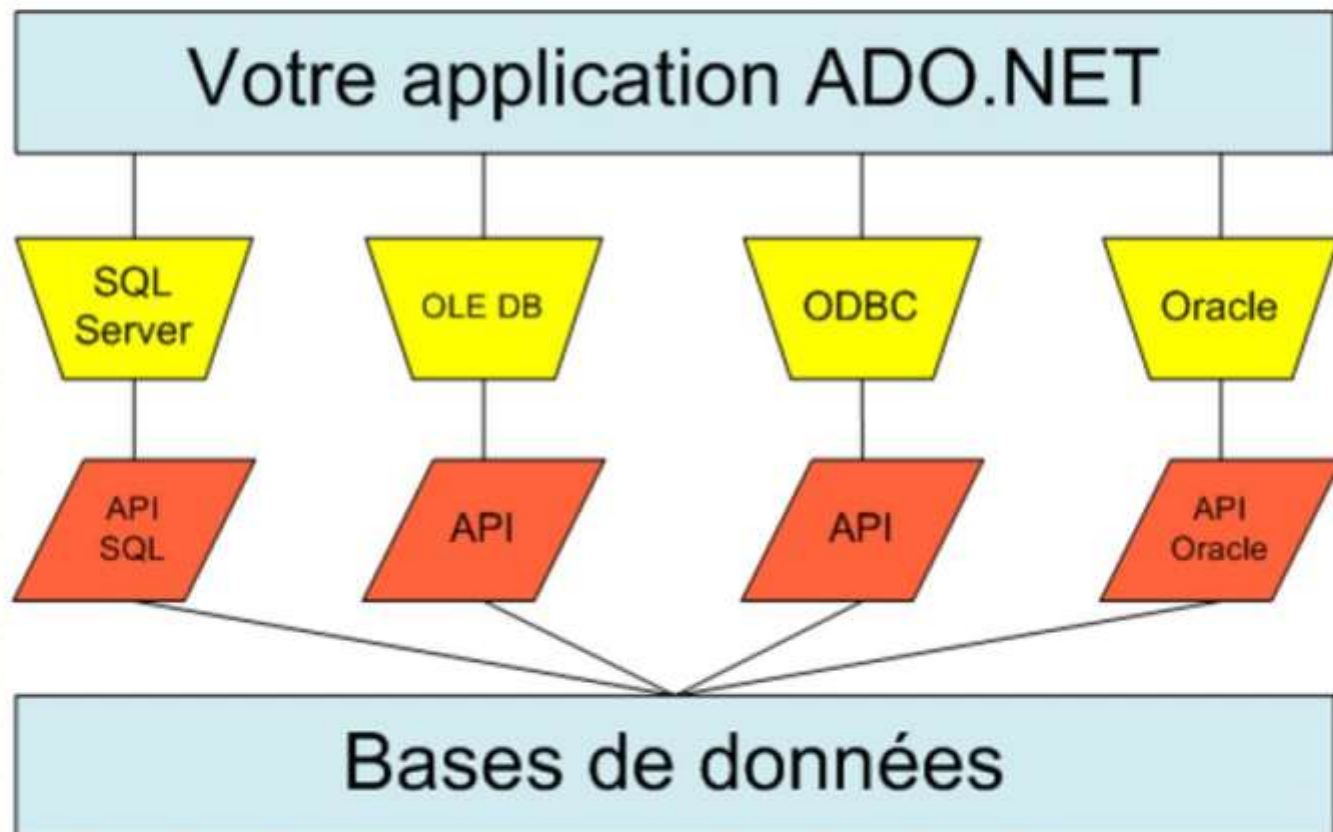 Votre application ADO.NET
SQL
Server
OLE DB
ODBC
Oracle
API
SQL
API
API
API
Oracle
Bases de données